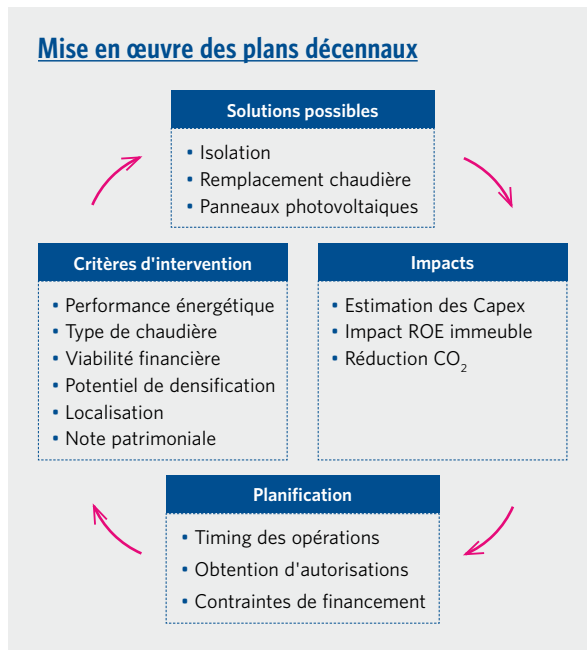 Mise en œuvre des plans décennaux
Solutions possibles
• Isolation
• Remplacement chaudière
• Panneaux photovoltaiques
Critères d'intervention
• Performance énergétique
• Type de chaudière
• Viabilité financière
• Potentiel de densification
• Localisation
• Note patrimoniale
Impacts
• Estimation des Capex
• Impact ROE immeuble
• Réduction CO₂
Planification
• Timing des opérations
• Obtention d'autorisations
• Contraintes de financement